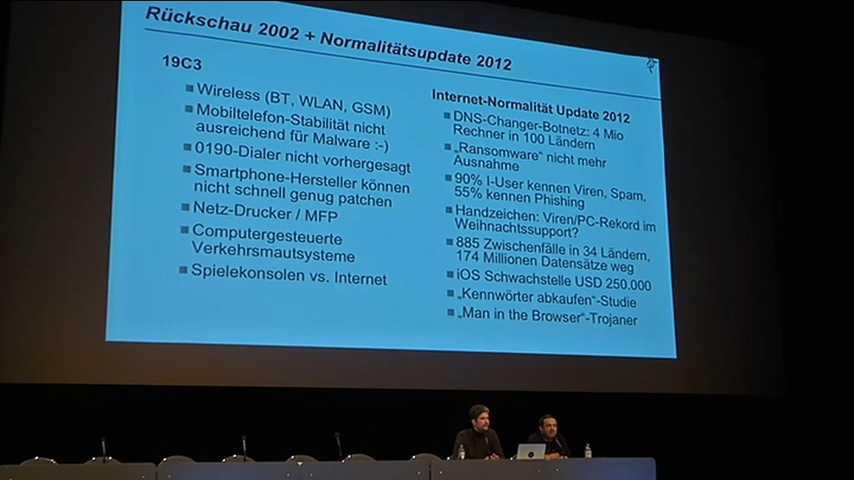 Rückschau 2002 + Normalitätsupdate 2012
19C3
Wireless (BT, WLAN, GSM)
Mobiltelefon-Stabilität nicht
ausreichend für Malware :-)
0190-Dialer nicht vorhergesagt
Smartphone-Hersteller können
nicht schnell genug patchen
Netz-Drucker / MFP
Computergesteuerte
Verkehrsmautsysteme
Spielekonsolen vs. Internet
Internet-Normalität Update 2012
DNS-Changer-Botnetz: 4 Mio
Rechner in 100 Ländern
„Ransomware“ nicht mehr
Ausnahme
90% I-User kennen Viren, Spam,
55% kennen Phishing
Handzeichen: Viren/PC-Rekord im
Weihnachtssupport?
885 Zwischenfälle in 34 Ländern,
174 Millionen Datensätze weg
iOS Schwachstelle USD 250.000
„Kennwörter abkaufen“-Studie
„Man in the Browser“-Trojaner